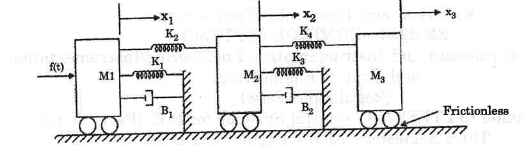 x₁
x₂
x₃
K₂
K₄
f(t)
M1
K₁
M₂
K₃
M₃
B₁
B₂
Frictionless